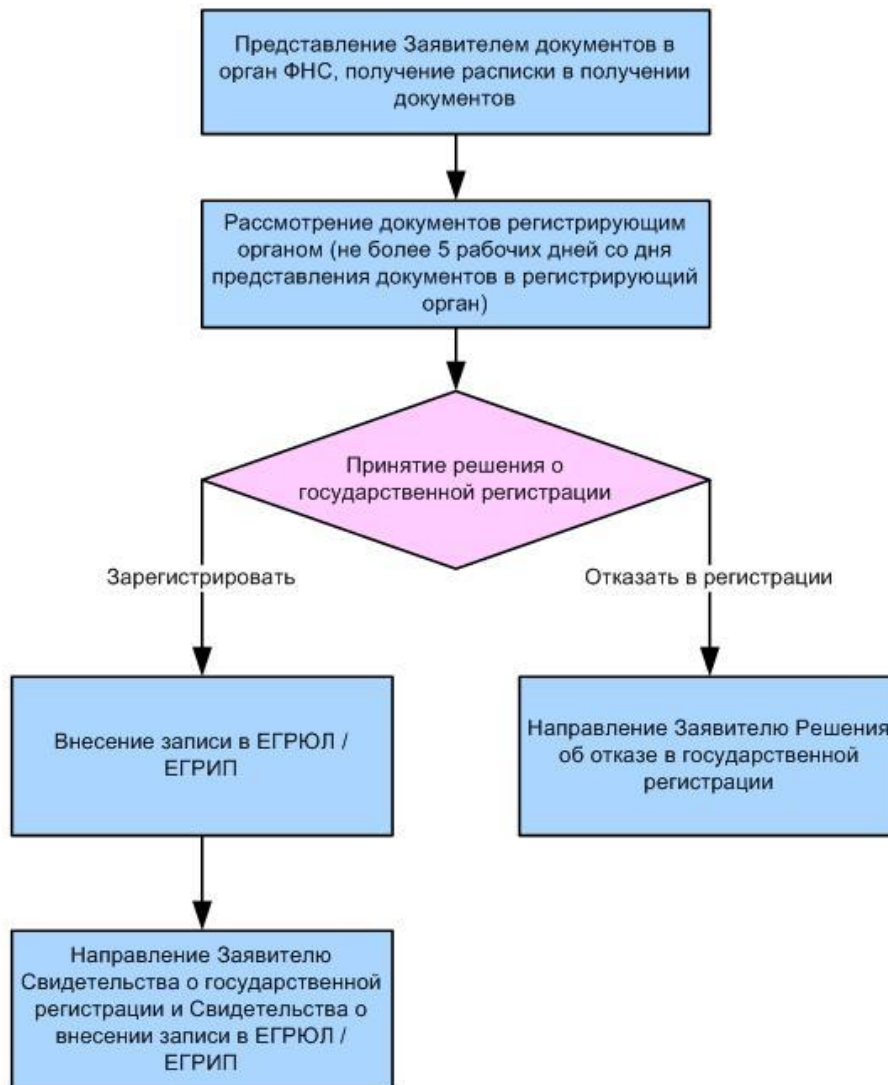 Представление Заявителем документов в
орган ФНС, получение расписки в получении
документов
Рассмотрение документов регистрирующим
органом (не более 5 рабочих дней со дня
представления документов в регистрирующий
орган)
Принятие решения о
государственной регистрации
Зарегистрировать
Отказать в регистрации
Внесение записи в ЕГРЮЛ /
ЕГРИП
Направление Заявителю Решения
об отказе в государственной
регистрации
Направление Заявителю
Свидетельства о государственной
регистрации и Свидетельства о
внесении записи в ЕГРЮЛ /
ЕГРИП